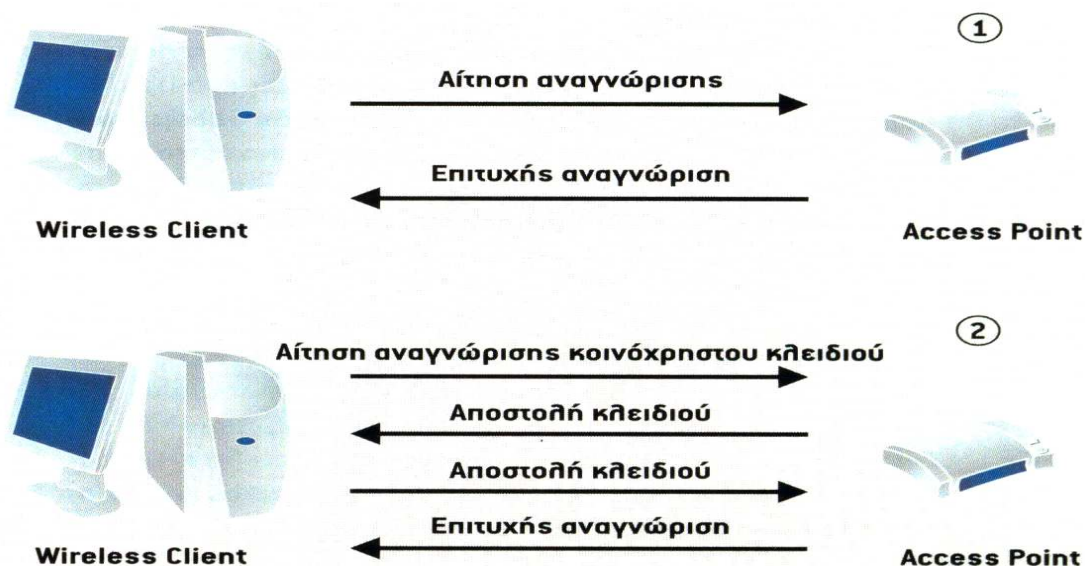 ①
Αίτηση αναγνώρισης
Επιτυχής αναγνώριση
Wireless Client
Access Point
②
Αίτηση αναγνώρισης κοινόχρηστου κλειδιού
Αποστολή κλειδιού
Αποστολή κλειδιού
Επιτυχής αναγνώριση
Wireless Client
Access Point